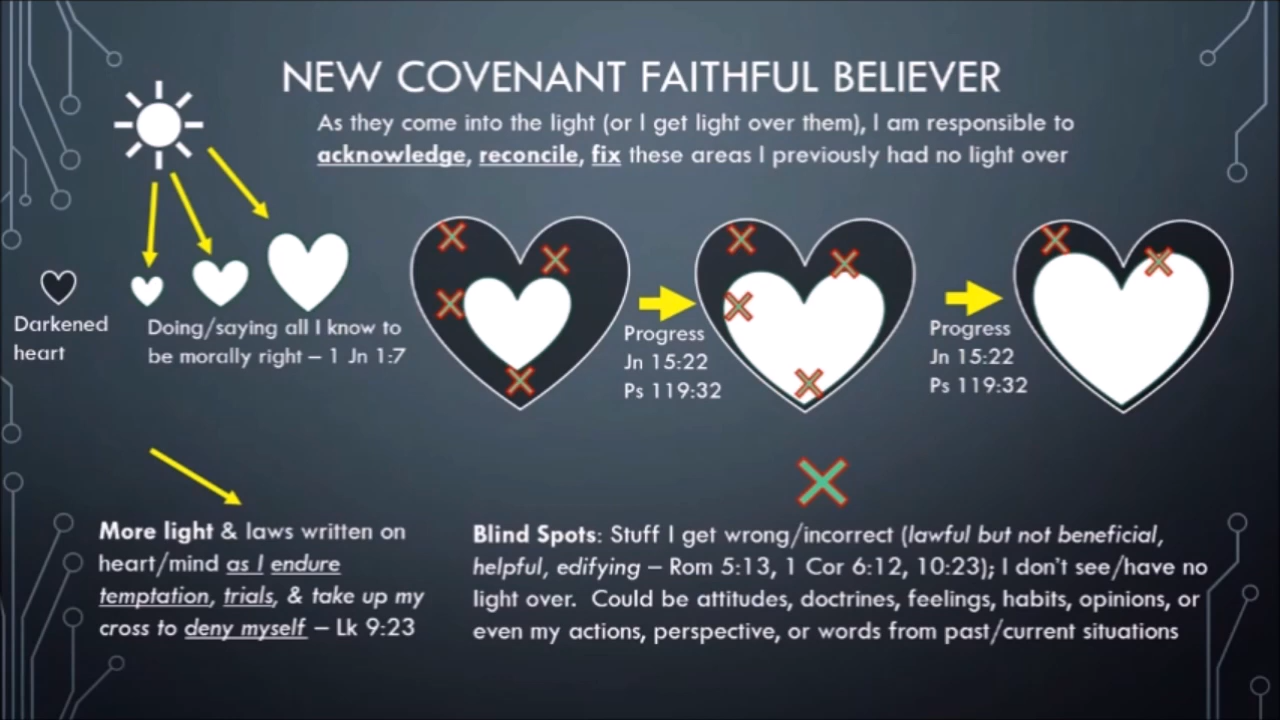 NEW COVENANT FAITHFUL BELIEVER
As they come into the light (or I get light over them), I am responsible to
acknowledge, reconcile, fix these areas I previously had no light over
Darkened
heart
Doing/saying all I know to
be morally right – 1 Jn 1:7
Progress
Jn 15:22
Ps 119:32
Progress
Jn 15:22
Ps 119:32
More light & laws written on
heart/mind as I endure
temptation, trials, & take up my
cross to deny myself – Lk 9:23
Blind Spots: Stuff I get wrong/incorrect (lawful but not beneficial,
helpful, edifying – Rom 5:13, 1 Cor 6:12, 10:23); I don't see/have no
light over.  Could be attitudes, doctrines, feelings, habits, opinions, or
even my actions, perspective, or words from past/current situations